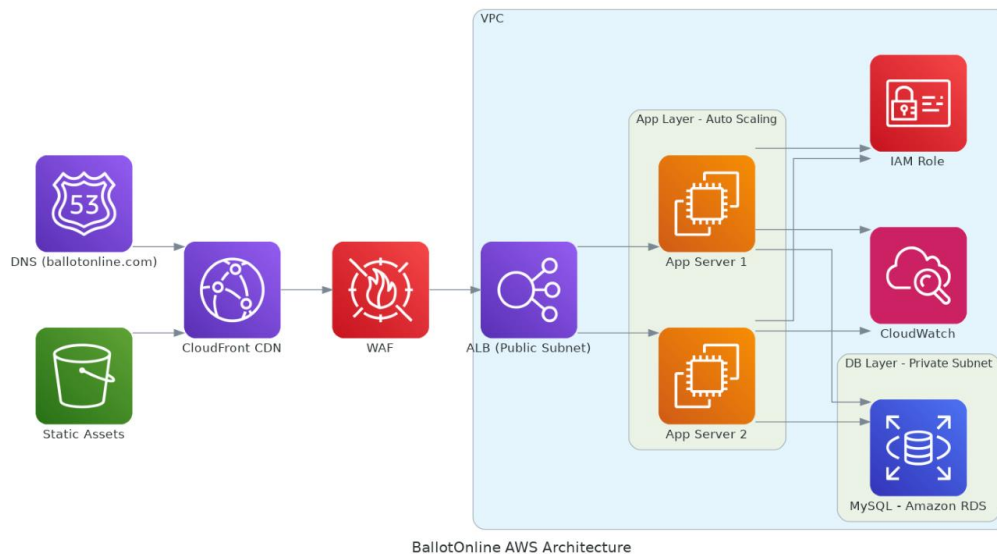 VPC
App Layer - Auto Scaling
IAM Role
53
DNS (ballotonline.com)
App Server 1
CloudFront CDN
WAF
ALB (Public Subnet)
CloudWatch
DB Layer - Private Subnet
Static Assets
App Server 2
MySQL - Amazon RDS
BallotOnline AWS Architecture